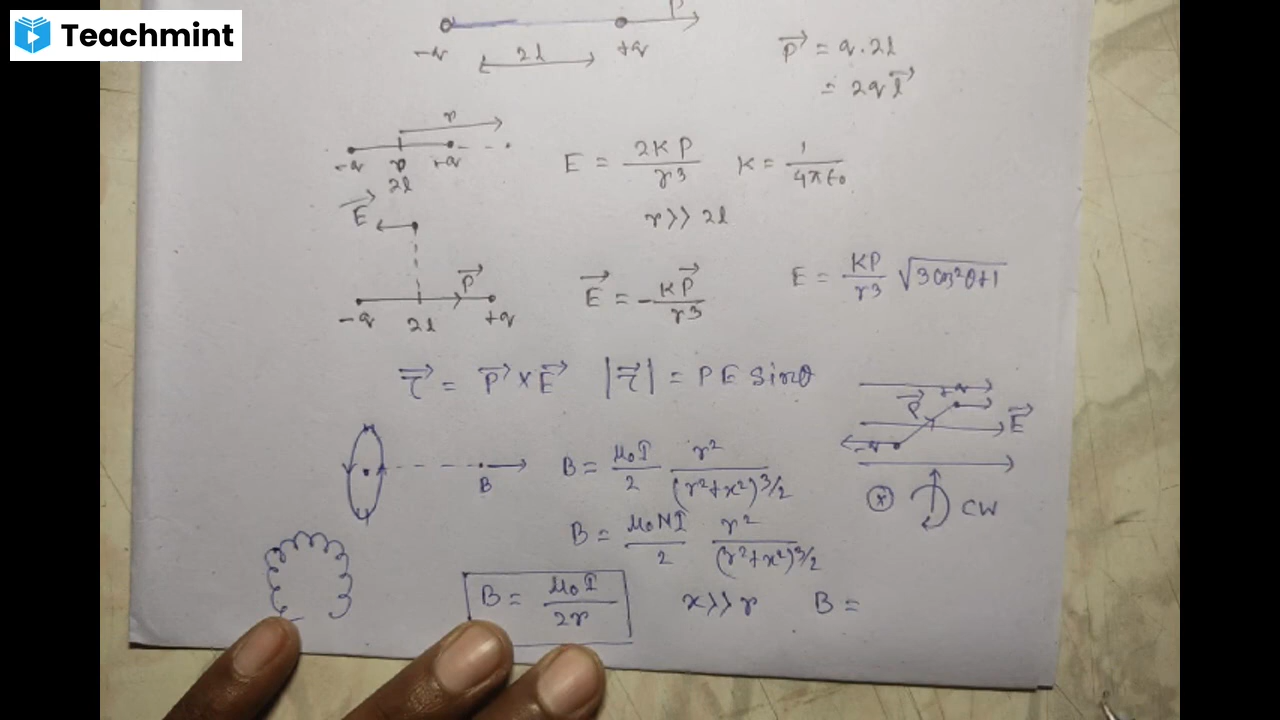 Teachmint
P
-q 2l +q
P⃗ = q.2l
= 2q l⃗
r
-q 2l +q
E = 2KP/r³ K = 1/4πε₀
r>>2l
E⃗
P⃗
-q 2l +q
E⃗ = -KP⃗/r³ E = KP/r³ √3cos²θ+1
τ⃗ = P⃗ × E⃗ |τ⃗| = PE sinθ
+q
P⃗ E⃗
-q
B
B = μ₀I/2 r²/(r²+x²)^3/2
CW
B = μ₀NI/2 r²/(r²+x²)^3/2
B = μ₀I/2r x>>r B =